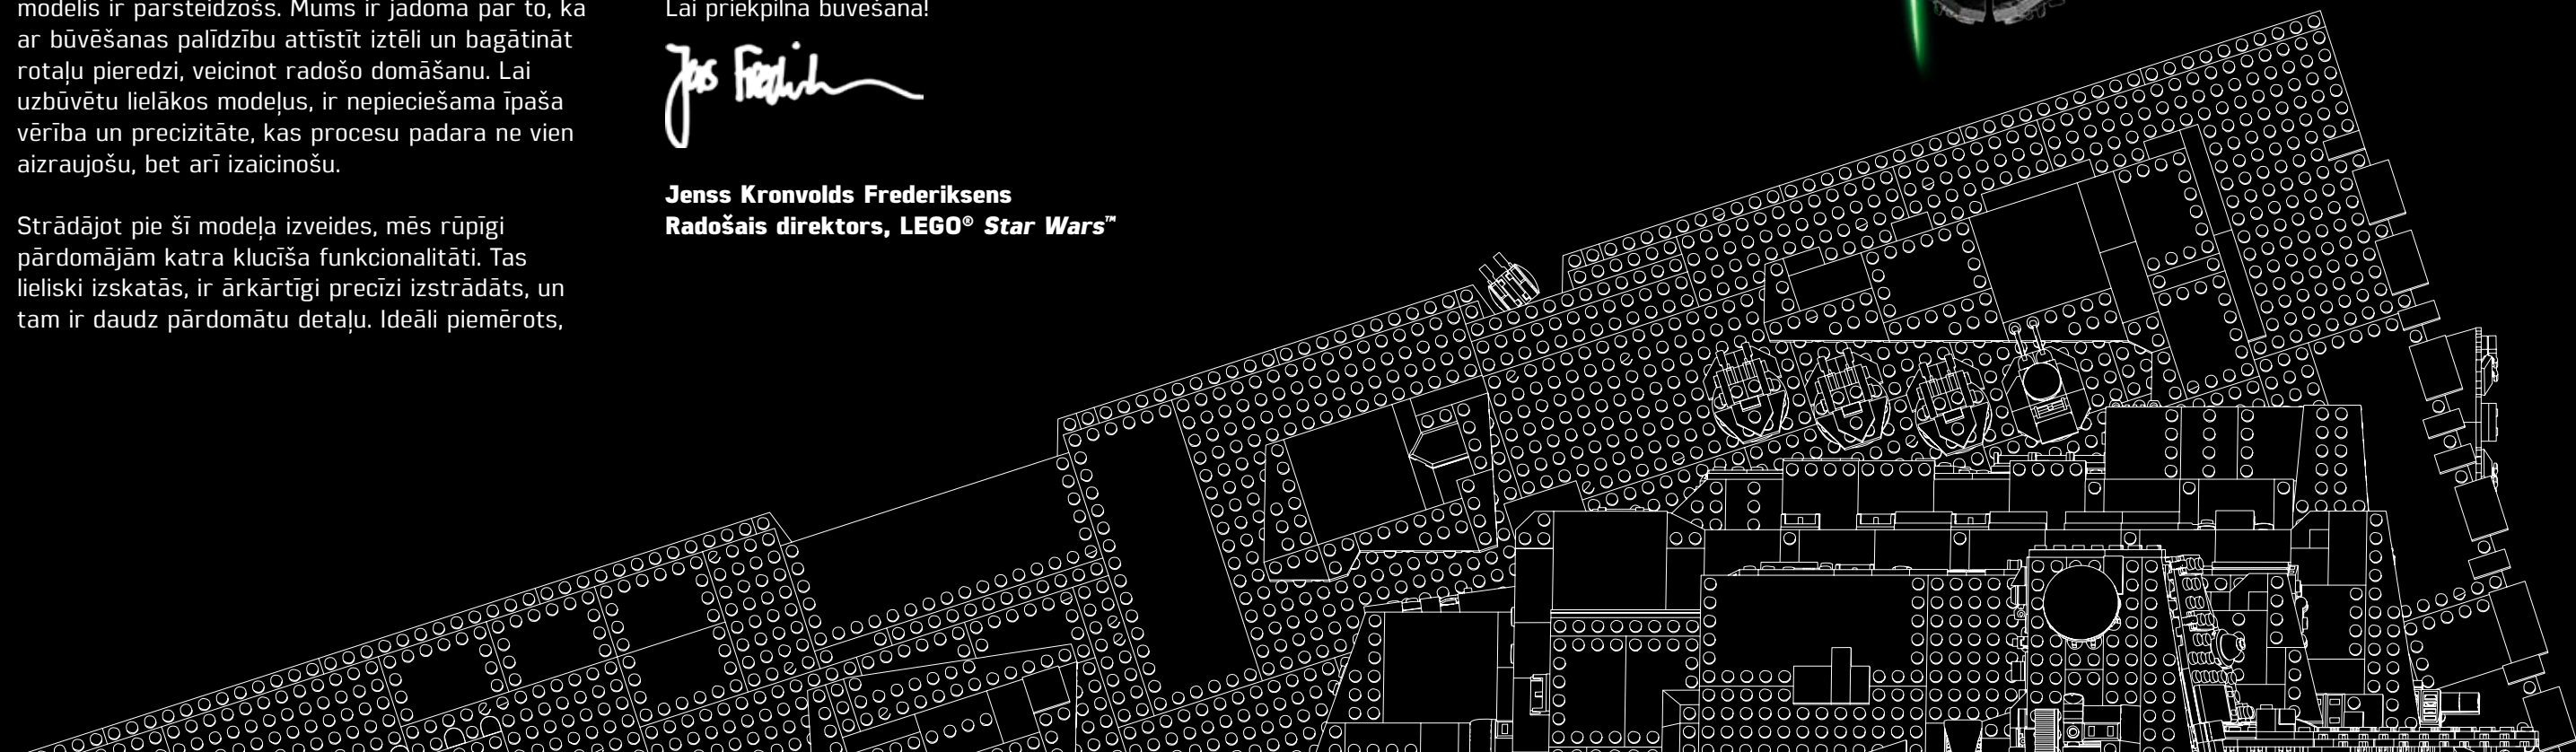 modelis ir pārsteidzošs. Mums ir jādomā par to, kā
ar būvēšanas palīdzību attīstīt iztēli un bagātināt
rotaļu pieredzi, veicinot radošo domāšanu. Lai
uzbūvētu lielākos modeļus, ir nepieciešama īpaša
vērība un precizitāte, kas procesu padara ne vien
aizraujošu, bet arī izaicinošu.
Strādājot pie šī modeļa izveides, mēs rūpīgi
pārdomājām katra klucīša funkcionalitāti. Tas
lieliski izskatās, ir ārkārtīgi precīzi izstrādāts, un
tam ir daudz pārdomātu detaļu. Ideāli piemērots,
Lai priekpilna būvēšana!
Jenss Kronvolds Frederiksens
Radošais direktors, LEGO® Star Wars™